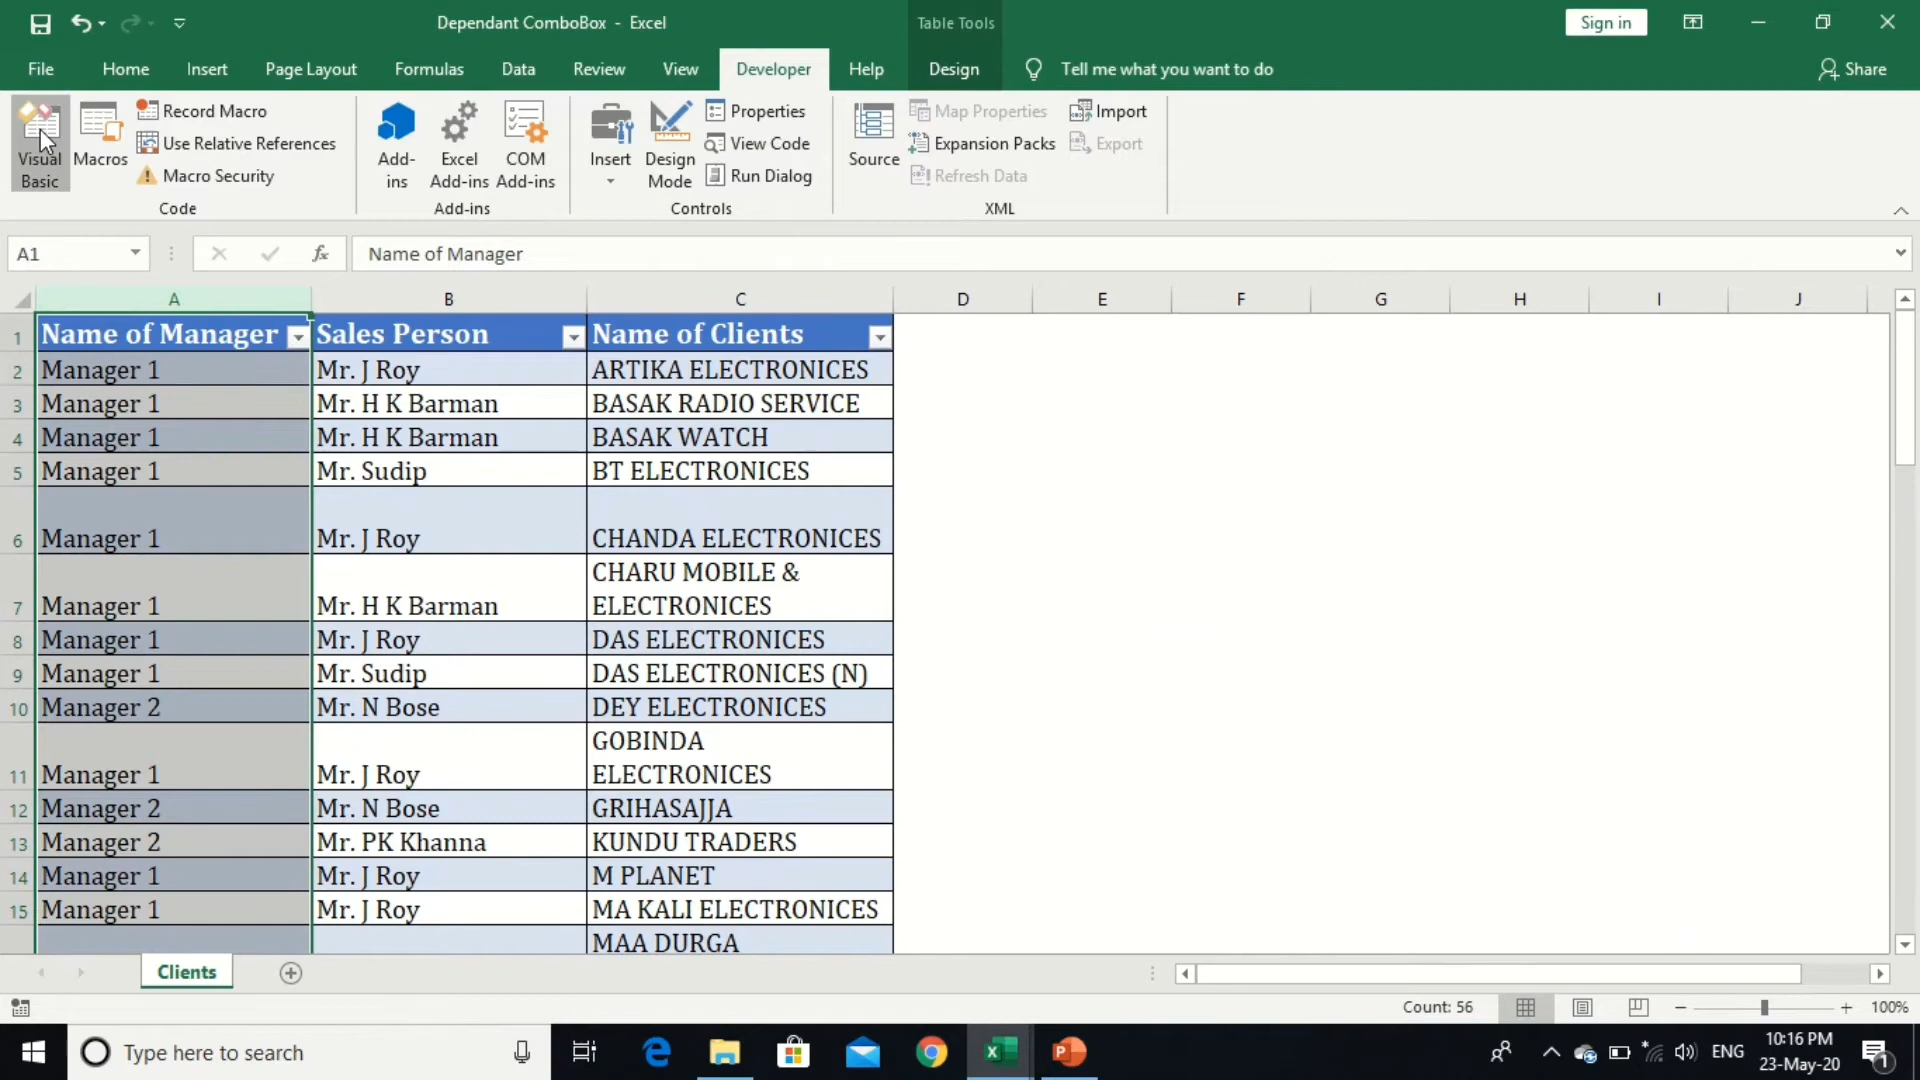 Dependant ComboBox - Excel
Table Tools
Sign in
File Home Insert Page Layout Formulas Data Review View Developer Help Design Tell me what you want to do Share
Visual Basic
Macros
Record Macro
Use Relative References
Macro Security
Code
Add-ins
Excel Add-ins
COM Add-ins
Add-ins
Insert
Design Mode
Properties
View Code
Run Dialog
Controls
Source
Map Properties
Expansion Packs
Refresh Data
Import
Export
XML
A1 fx Name of Manager
A B C D E F G H I J
1 Name of Manager Sales Person Name of Clients
2 Manager 1 Mr. J Roy ARTIKA ELECTRONICES
3 Manager 1 Mr. H K Barman BASAK RADIO SERVICE
4 Manager 1 Mr. H K Barman BASAK WATCH
5 Manager 1 Mr. Sudip BT ELECTRONICES
6 Manager 1 Mr. J Roy CHANDA ELECTRONICES
CHARU MOBILE &
7 Manager 1 Mr. H K Barman ELECTRONICES
8 Manager 1 Mr. J Roy DAS ELECTRONICES
9 Manager 1 Mr. Sudip DAS ELECTRONICES (N)
10 Manager 2 Mr. N Bose DEY ELECTRONICES
GOBINDA
11 Manager 1 Mr. J Roy ELECTRONICES
12 Manager 2 Mr. N Bose GRIHASAJJA
13 Manager 2 Mr. PK Khanna KUNDU TRADERS
14 Manager 1 Mr. J Roy M PLANET
15 Manager 1 Mr. J Roy MA KALI ELECTRONICES
MAA DURGA
Clients
Count: 56 100%
Type here to search
ENG
10:16 PM
23-May-20
1